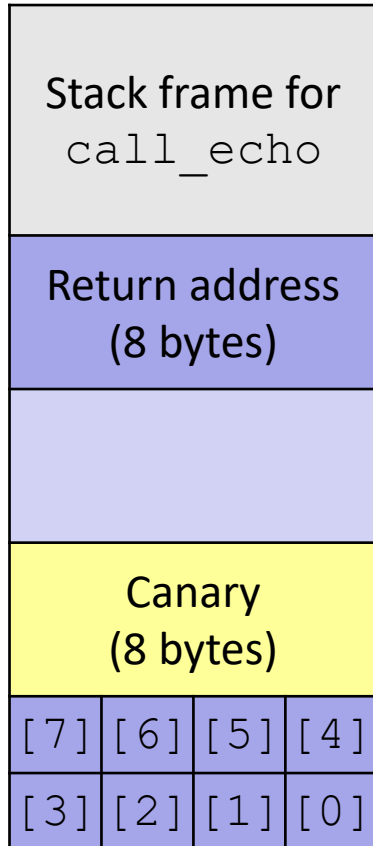 Stack frame for
call_echo
Return address
(8 bytes)
Canary
(8 bytes)
[7] [6] [5] [4]
[3] [2] [1] [0]